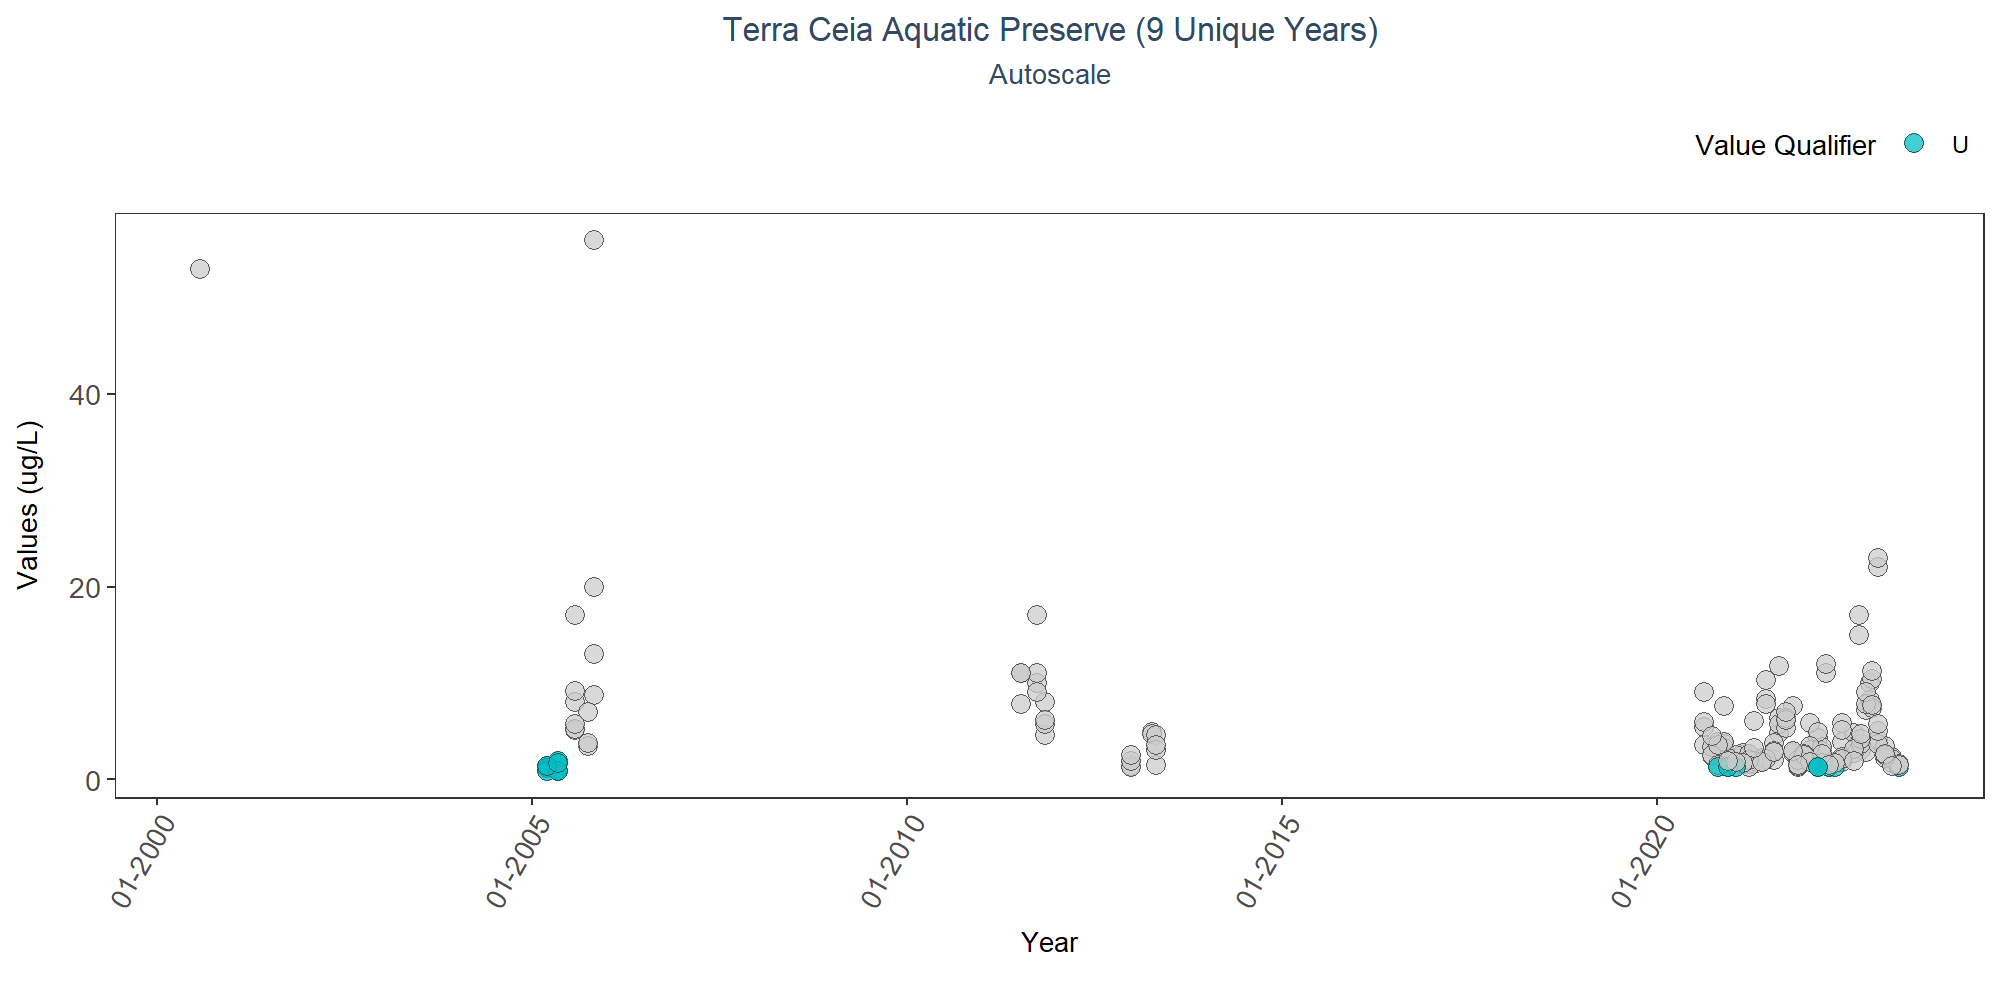 Terra Ceia Aquatic Preserve (9 Unique Years)
Autoscale
Value Qualifier U
Values (ug/L)
40
20
0
01-2000 01-2005 01-2010 01-2015 01-2020
Year